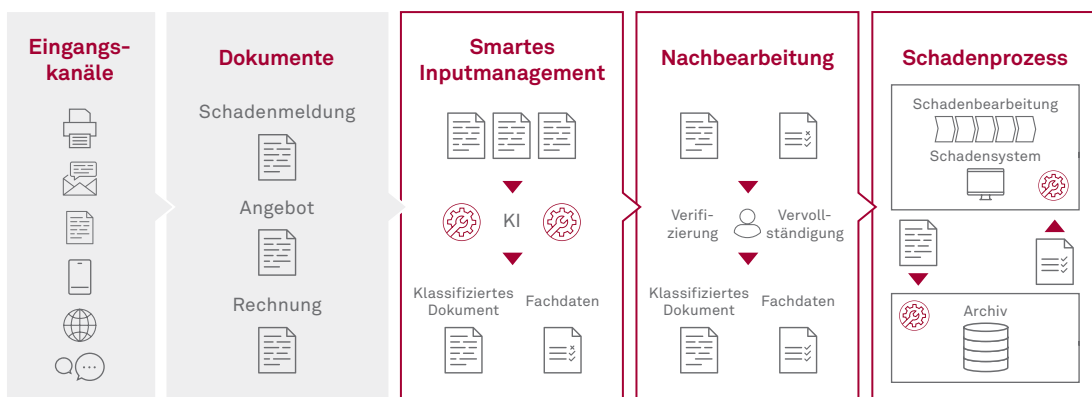 Eingangs-
kanäle
Dokumente
Schadenmeldung
Angebot
Rechnung
Smartes
Inputmanagement
KI
Klassifiziertes
Dokument
Fachdaten
Nachbearbeitung
Verifi-
zierung
Vervoll-
ständigung
Klassifiziertes
Dokument
Fachdaten
Schadenprozess
Schadenbearbeitung
Schadensystem
Archiv